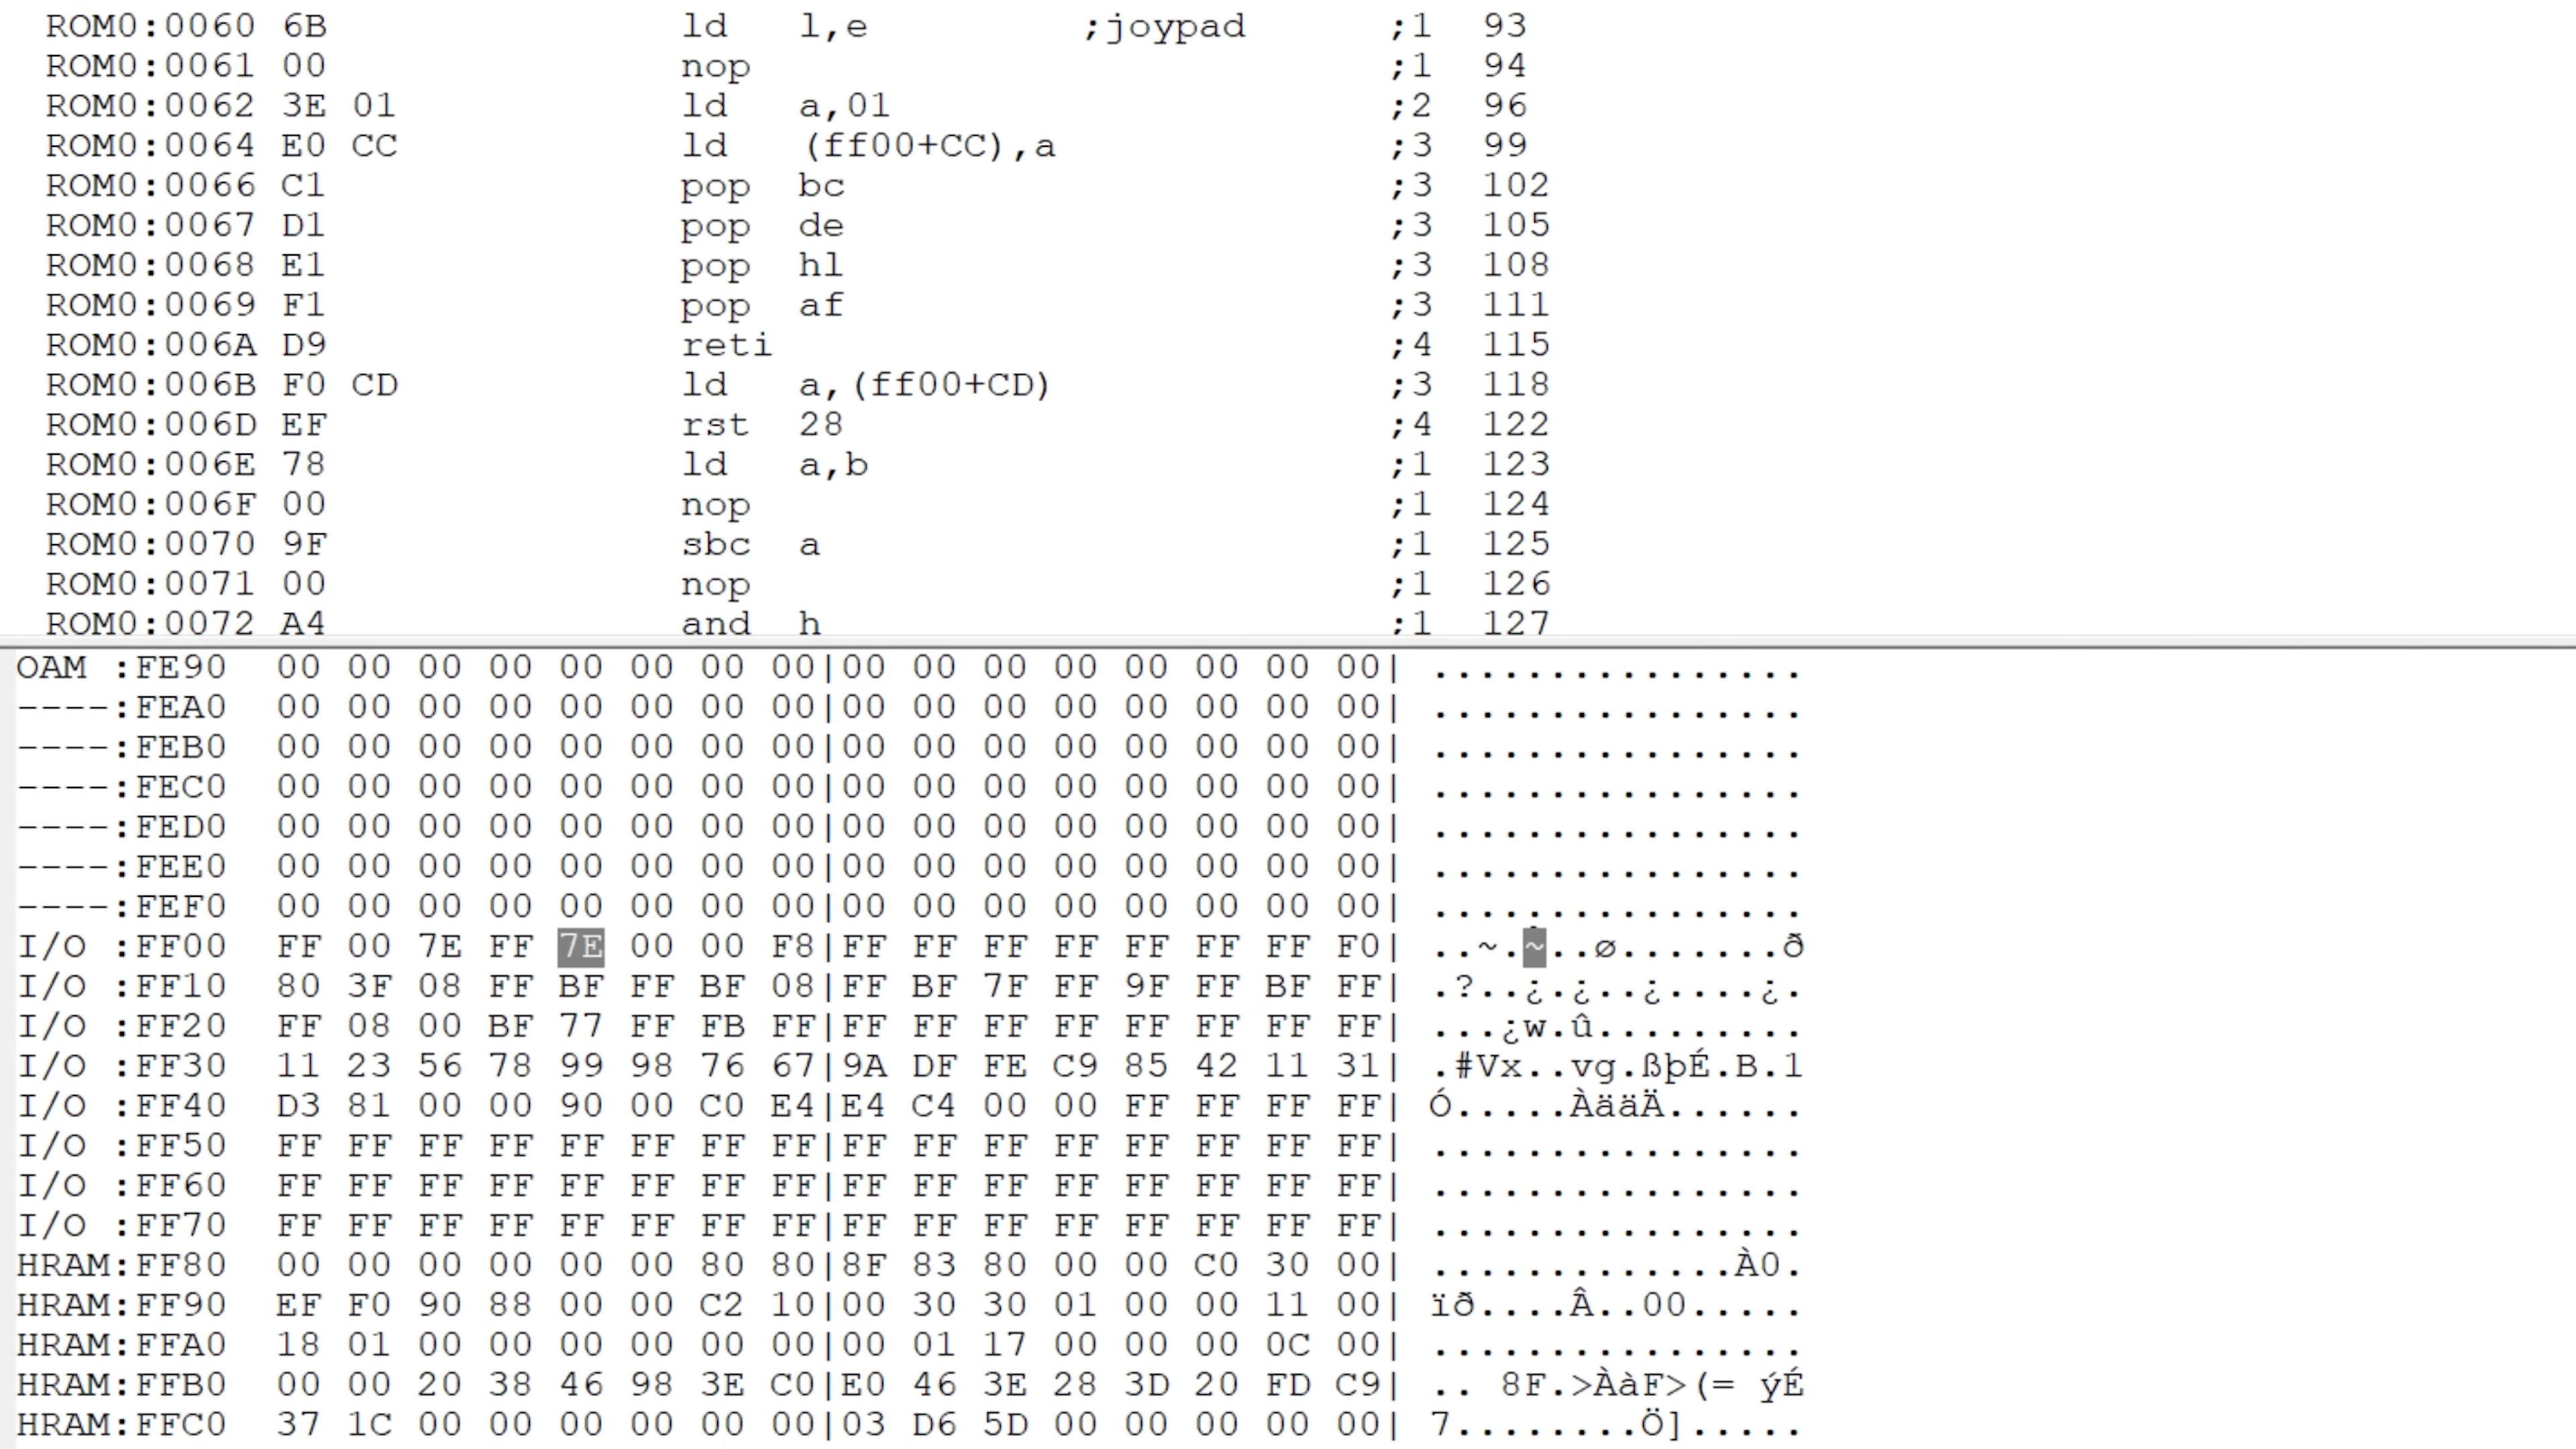 ROM0:0060 6B ld l,e ;joypad ;1 93
ROM0:0061 00 nop ;1 94
ROM0:0062 3E 01 ld a,01 ;2 96
ROM0:0064 E0 CC ld (ff00+CC),a ;3 99
ROM0:0066 C1 pop bc ;3 102
ROM0:0067 D1 pop de ;3 105
ROM0:0068 E1 pop hl ;3 108
ROM0:0069 F1 pop af ;3 111
ROM0:006A D9 reti ;4 115
ROM0:006B F0 CD ld a,(ff00+CD) ;3 118
ROM0:006D EF rst 28 ;4 122
ROM0:006E 78 ld a,b ;1 123
ROM0:006F 00 nop ;1 124
ROM0:0070 9F sbc a ;1 125
ROM0:0071 00 nop ;1 126
ROM0:0072 A4 and h ;1 127
OAM :FE90 00 00 00 00 00 00 00 00|00 00 00 00 00 00 00 00| ................
----:FEA0 00 00 00 00 00 00 00 00|00 00 00 00 00 00 00 00| ................
----:FEB0 00 00 00 00 00 00 00 00|00 00 00 00 00 00 00 00| ................
----:FEC0 00 00 00 00 00 00 00 00|00 00 00 00 00 00 00 00| ................
----:FED0 00 00 00 00 00 00 00 00|00 00 00 00 00 00 00 00| ................
----:FEE0 00 00 00 00 00 00 00 00|00 00 00 00 00 00 00 00| ................
----:FEF0 00 00 00 00 00 00 00 00|00 00 00 00 00 00 00 00| ................
I/O :FF00 FF 00 7E FF 7E 00 00 F8|FF FF FF FF FF FF FF F0| ..~.~..ø.......ð
I/O :FF10 80 3F 08 FF BF FF BF 08|FF BF 7F FF 9F FF BF FF| .?..¿.¿..¿....¿.
I/O :FF20 FF 08 00 BF 77 FF FB FF|FF FF FF FF FF FF FF FF| ...¿w.û.........
I/O :FF30 11 23 56 78 99 98 76 67|9A DF FE C9 85 42 11 31| .#Vx..vg.ßþÉ.B.1
I/O :FF40 D3 81 00 00 90 00 C0 E4|E4 C4 00 00 FF FF FF FF| Ó.....ÀääÄ......
I/O :FF50 FF FF FF FF FF FF FF FF|FF FF FF FF FF FF FF FF| ................
I/O :FF60 FF FF FF FF FF FF FF FF|FF FF FF FF FF FF FF FF| ................
I/O :FF70 FF FF FF FF FF FF FF FF|FF FF FF FF FF FF FF FF| ................
HRAM:FF80 00 00 00 00 00 00 80 80|8F 83 80 00 00 C0 30 00| .............À0.
HRAM:FF90 EF F0 90 88 00 00 C2 10|00 30 30 01 00 00 11 00| ïð....Â..00.....
HRAM:FFA0 18 01 00 00 00 00 00 00|00 01 17 00 00 00 0C 00| ................
HRAM:FFB0 00 00 20 38 46 98 3E C0|E0 46 3E 28 3D 20 FD C9| .. 8F.>ÀàF>(= ýÉ
HRAM:FFC0 37 1C 00 00 00 00 00 00|03 D6 5D 00 00 00 00 00| 7........Ö].....